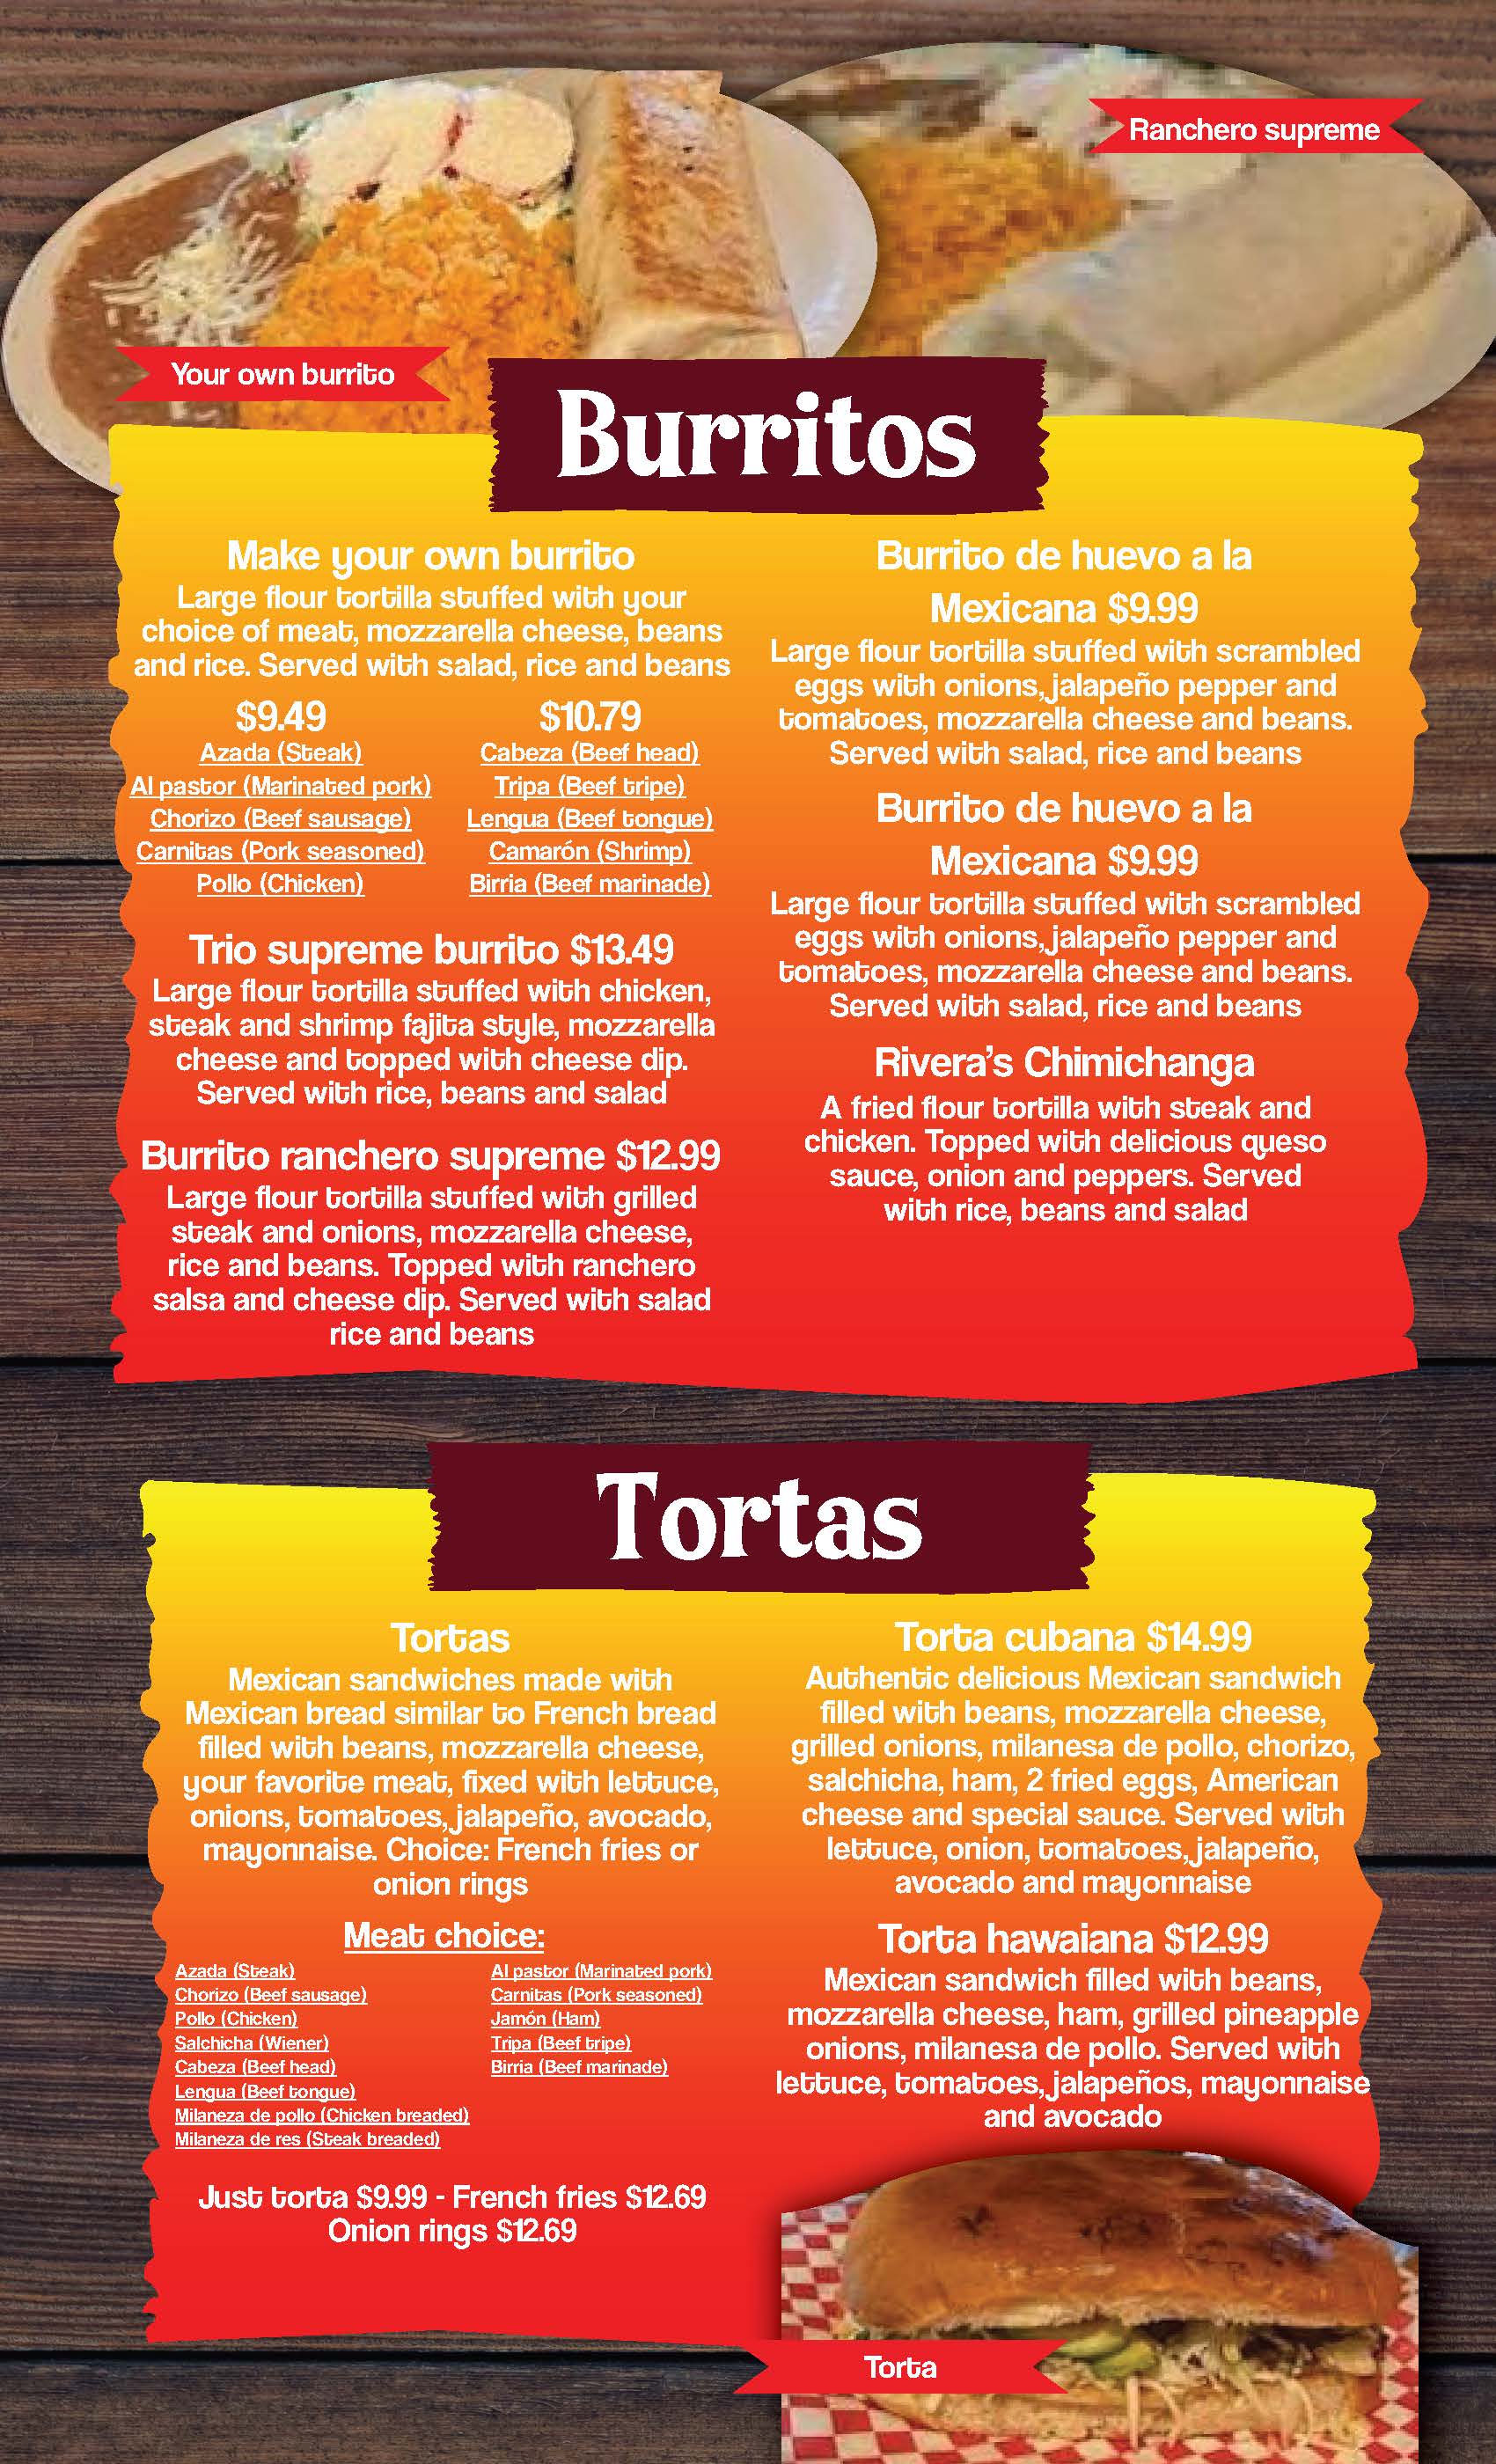 Ranchero supreme
Your own burrito
Burritos
Make your own burrito
Large flour tortilla stuffed with your
choice of meat, mozzarella cheese, beans
and rice. Served with salad, rice and beans
$9.49
Azada (Steak)
Al pastor (Marinated pork)
Chorizo (Beef sausage)
Carnitas (Pork seasoned)
Pollo (Chicken)
$10.79
Cabeza (Beef head)
Tripa (Beef tripe)
Lengua (Beef tongue)
Camarón (Shrimp)
Birria (Beef marinade)
Trio supreme burrito $13.49
Large flour tortilla stuffed with chicken,
steak and shrimp fajita style, mozzarella
cheese and topped with cheese dip.
Served with rice, beans and salad
Burrito ranchero supreme $12.99
Large flour tortilla stuffed with grilled
steak and onions, mozzarella cheese,
rice and beans. Topped with ranchero
salsa and cheese dip. Served with salad
rice and beans
Burrito de huevo a la
Mexicana $9.99
Large flour tortilla stuffed with scrambled
eggs with onions, jalapeño pepper and
tomatoes, mozzarella cheese and beans.
Served with salad, rice and beans
Burrito de huevo a la
Mexicana $9.99
Large flour tortilla stuffed with scrambled
eggs with onions, jalapeño pepper and
tomatoes, mozzarella cheese and beans.
Served with salad, rice and beans
Rivera's Chimichanga
A fried flour tortilla with steak and
chicken. Topped with delicious queso
sauce, onion and peppers. Served
with rice, beans and salad
Tortas
Tortas
Mexican sandwiches made with
Mexican bread similar to French bread
filled with beans, mozzarella cheese,
your favorite meat, fixed with lettuce,
onions, tomatoes, jalapeño, avocado,
mayonnaise. Choice: French fries or
onion rings
Meat choice:
Azada (Steak)
Chorizo (Beef sausage)
Pollo (Chicken)
Salchicha (Wiener)
Cabeza (Beef head)
Lengua (Beef tongue)
Milaneza de pollo (Chicken breaded)
Milaneza de res (Steak breaded)
Al pastor (Marinated pork)
Carnitas (Pork seasoned)
Jamón (Ham)
Tripa (Beef tripe)
Birria (Beef marinade)
Just torta $9.99 - French fries $12.69
Onion rings $12.69
Torta cubana $14.99
Authentic delicious Mexican sandwich
filled with beans, mozzarella cheese,
grilled onions, milanesa de pollo, chorizo,
salchicha, ham, 2 fried eggs, American
cheese and special sauce. Served with
lettuce, onion, tomatoes, jalapeño,
avocado and mayonnaise
Torta hawaiana $12.99
Mexican sandwich filled with beans,
mozzarella cheese, ham, grilled pineapple
onions, milanesa de pollo. Served with
lettuce, tomatoes, jalapeños, mayonnaise
and avocado
Torta